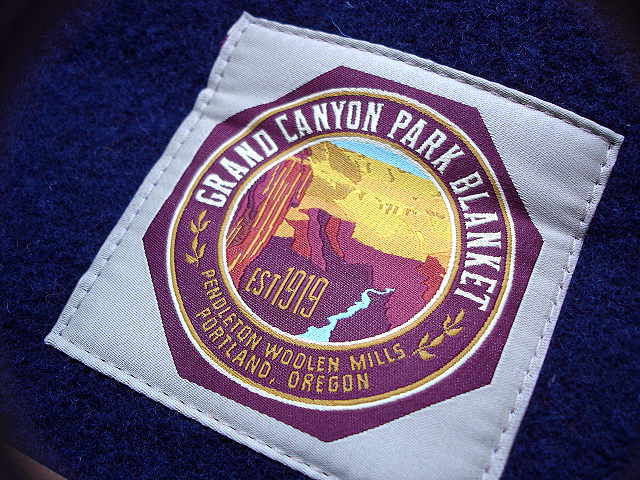 GRAND CANYON PARK BLANKET
EST 1919
PENDLETON WOOLEN MILLS
PORTLAND, OREGON